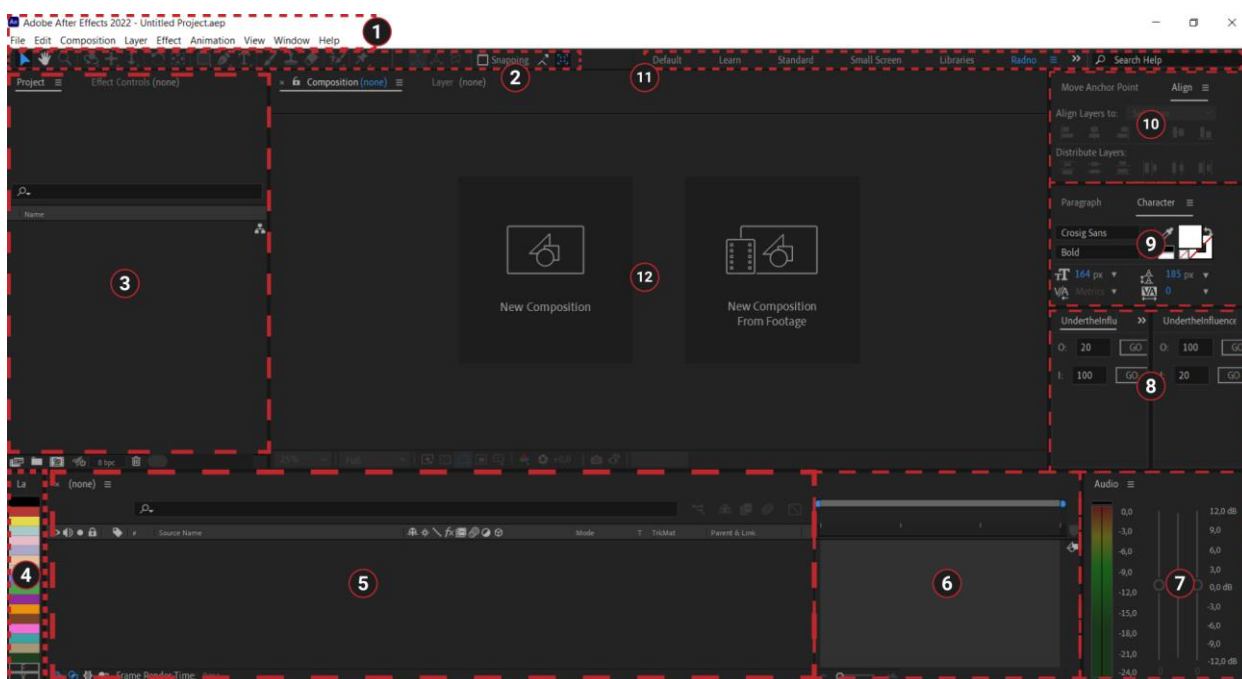 Adobe After Effects 2022 - Untitled Project.aep
File Edit Composition Layer Effect Animation View Window Help
1
Snapping
2
11
Default Learn Standard Small Screen Libraries Radno
Search Help
Project
Effect Controls (none)
Composition (none)
Layer (none)
Name
3
8 bpc
New Composition
12
New Composition
From Footage
25%
Full
+0,0
Move Anchor Point
Align
Align Layers to:
10
Distribute Layers:
Paragraph
Character
Crosig Sans
Bold
9
164 px
185 px
Metrics
0
UndertheInflu
UndertheInfluence
O: 20 GO
O: 100 GO
I: 100 GO
20 GO
8
La
4
(none)
# Source Name
Mode T TrkMat Parent & Link
5
Frame Render Time
6
Audio
0,0
-3,0
-6,0
-9,0
-12,0
-15,0
-18,0
-21,0
-24,0
7
12,0 dB
9,0
6,0
3,0
0,0 dB
-3,0
-6,0
-9,0
-12,0 dB
0 0